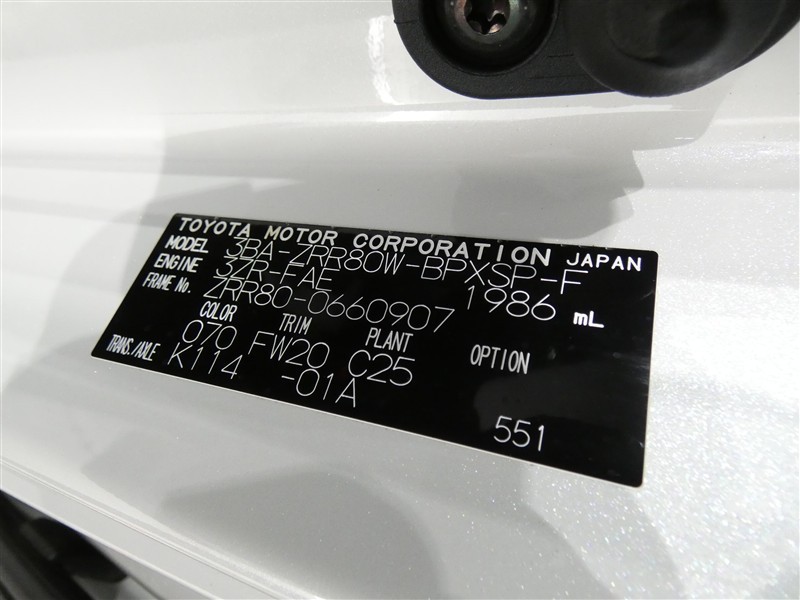 TOYOTA MOTOR CORPORATION JAPAN
MODEL 3BA-ZRR80W-BPXSP-F
ENGINE 3ZR-FAE 1986 mL
FRAME No. ZRR80-0660907
COLOR TRIM PLANT OPTION
070 FW20 C25
TRANS./AXLE K114 -01A
551